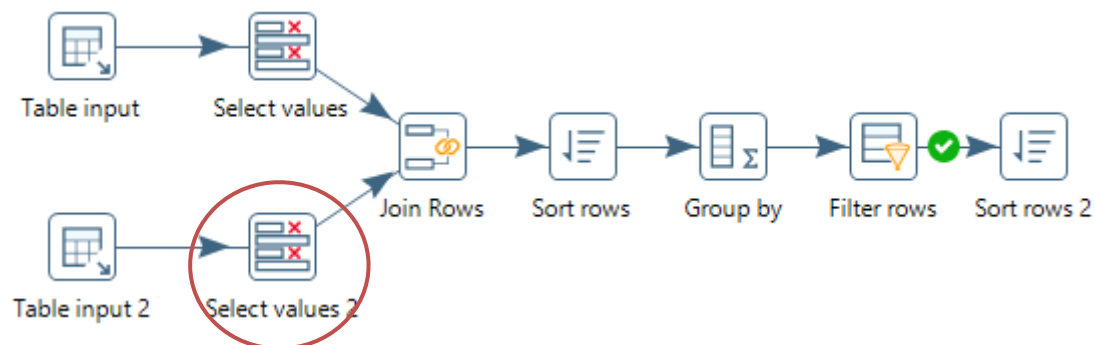 Table input
Select values
Join Rows
Sort rows
Group by
Filter rows
Sort rows 2
Table input 2
Select values 2